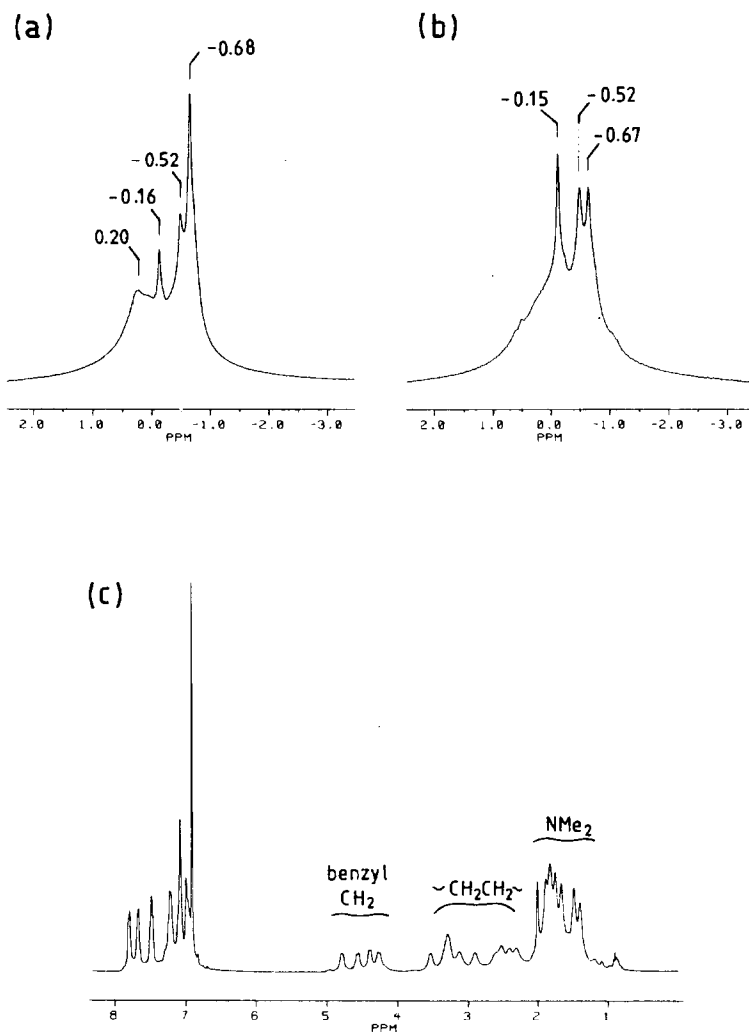 (a)
-0.68
-0.52
-0.16
0.20
2.0 1.0 0.0 -1.0 -2.0 -3.0
PPM
(b)
-0.15
-0.52
-0.67
2.0 1.0 0.0 -1.0 -2.0 -3.0
PPM
(c)
benzyl
CH₂
~CH₂CH₂~
NMe₂
8 7 6 5 4 3 2 1
PPM